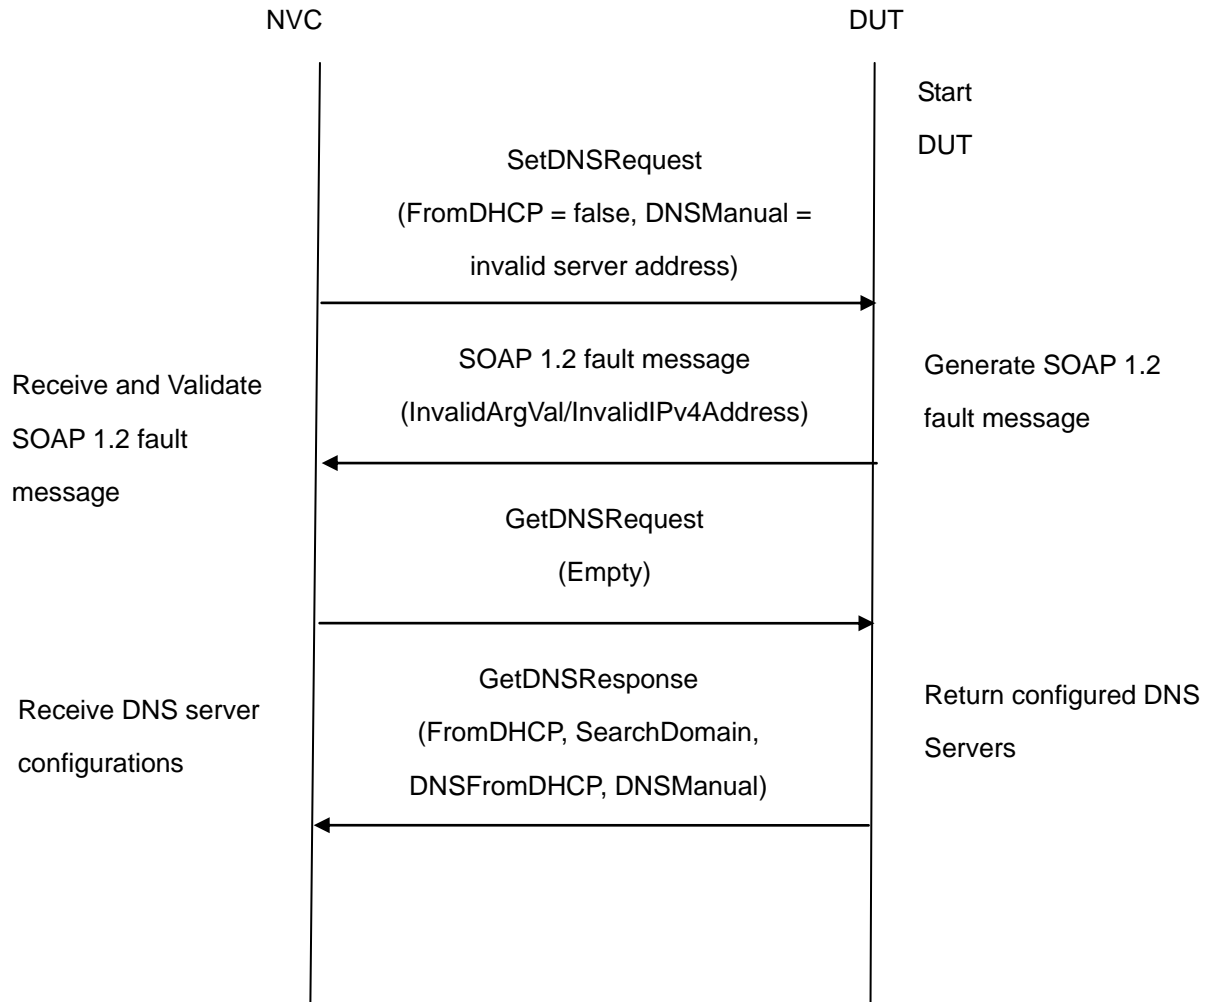 NVC
DUT
Start
DUT
SetDNSRequest
(FromDHCP = false, DNSManual =
invalid server address)
SOAP 1.2 fault message
(InvalidArgVal/InvalidIPv4Address)
Generate SOAP 1.2
fault message
Receive and Validate
SOAP 1.2 fault
message
GetDNSRequest
(Empty)
GetDNSResponse
(FromDHCP, SearchDomain,
DNSFromDHCP, DNSManual)
Return configured DNS
Servers
Receive DNS server
configurations